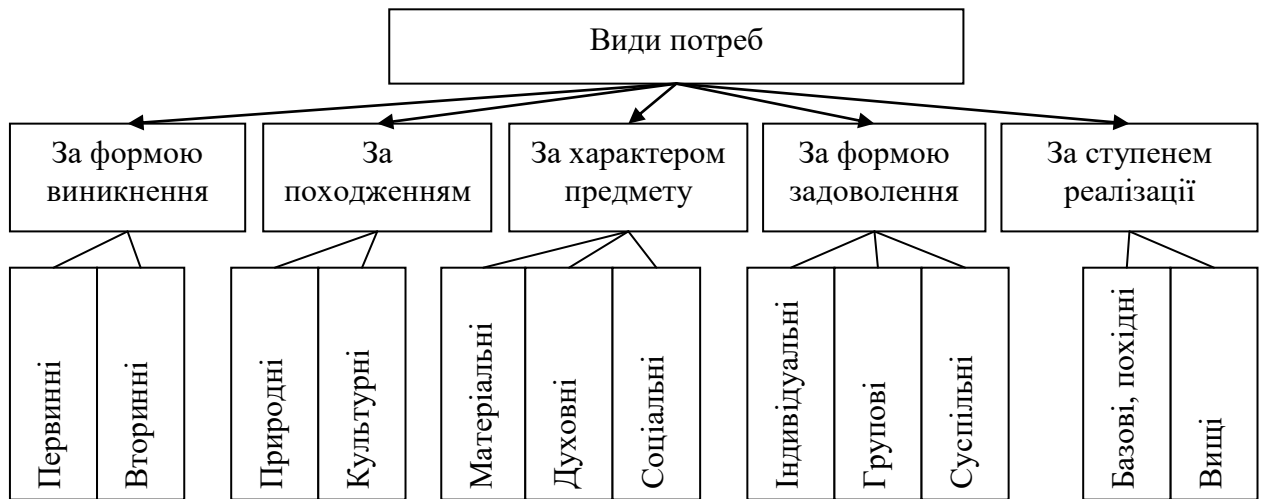 Види потреб
За формою
виникнення
За
походженням
За характером
предмету
За формою
задоволення
За ступенем
реалізації
Первинні
Вторинні
Природні
Культурні
Матеріальні
Духовні
Соціальні
Індивідуальні
Групові
Суспільні
Базові, похідні
Вищі